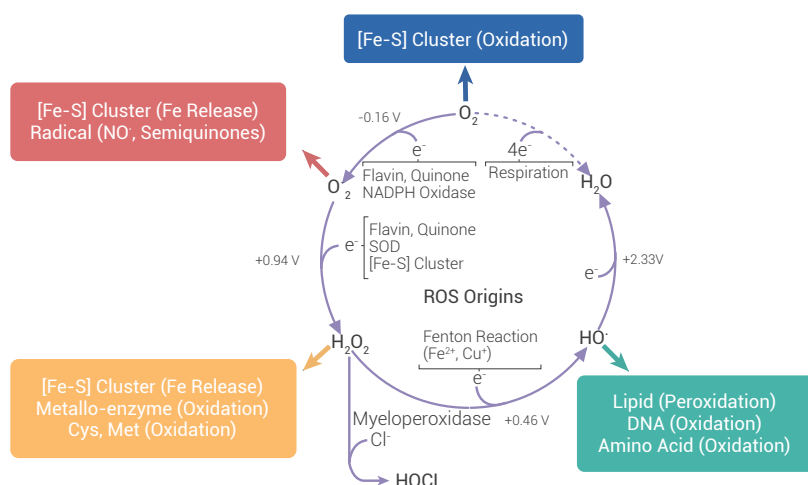 [Fe-S] Cluster (Oxidation)
[Fe-S] Cluster (Fe Release)
Radical (NO·, Semiquinones)
-0.16 V
O₂
e⁻
4e⁻
Flavin, Quinone
NADPH Oxidase
Respiration
O₂⁻
H₂O
+0.94 V
e⁻
Flavin, Quinone
SOD
[Fe-S] Cluster
e⁻
+2.33V
ROS Origins
H₂O₂
Fenton Reaction
(Fe²⁺, Cu⁺)
e⁻
HO·
[Fe-S] Cluster (Fe Release)
Metallo-enzyme (Oxidation)
Cys, Met (Oxidation)
Myeloperoxidase
Cl⁻
+0.46 V
Lipid (Peroxidation)
DNA (Oxidation)
Amino Acid (Oxidation)
HOCl